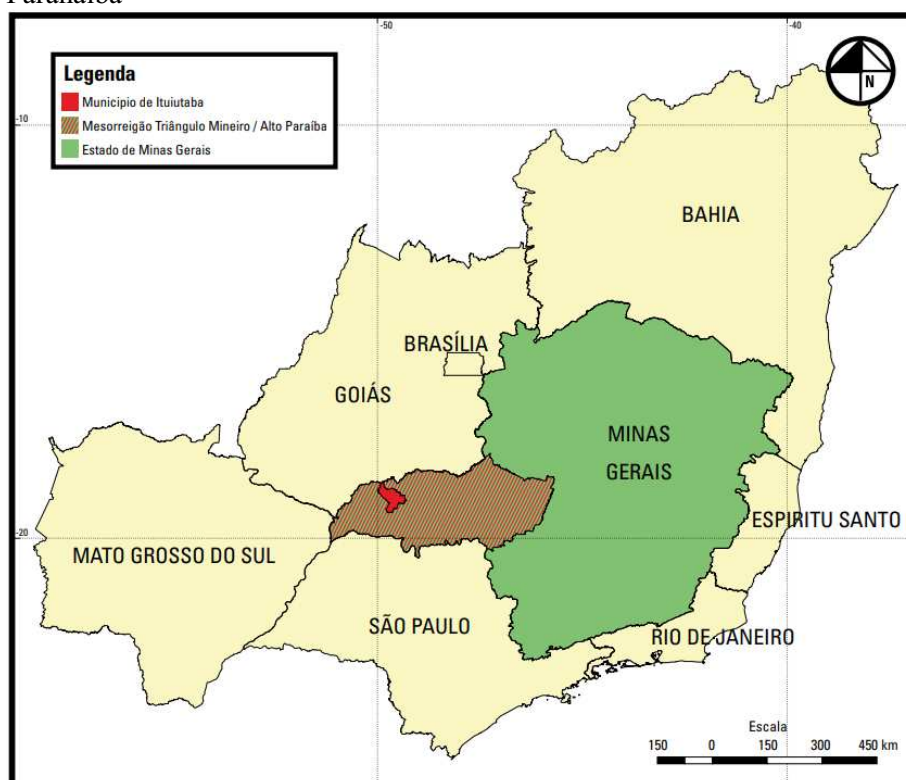 Paranaíba
-50
-40
Legenda
Municipio de Ituiutaba
Mesorreigão Triângulo Mineiro / Alto Paraíba
Estado de Minas Gerais
N
-10
BAHIA
BRASÍLIA
GOIÁS
MINAS
GERAIS
ESPIRITU SANTO
-20
MATO GROSSO DO SUL
SÃO PAULO
RIO DE JANEIRO
Escala
150 0 150 300 450 km